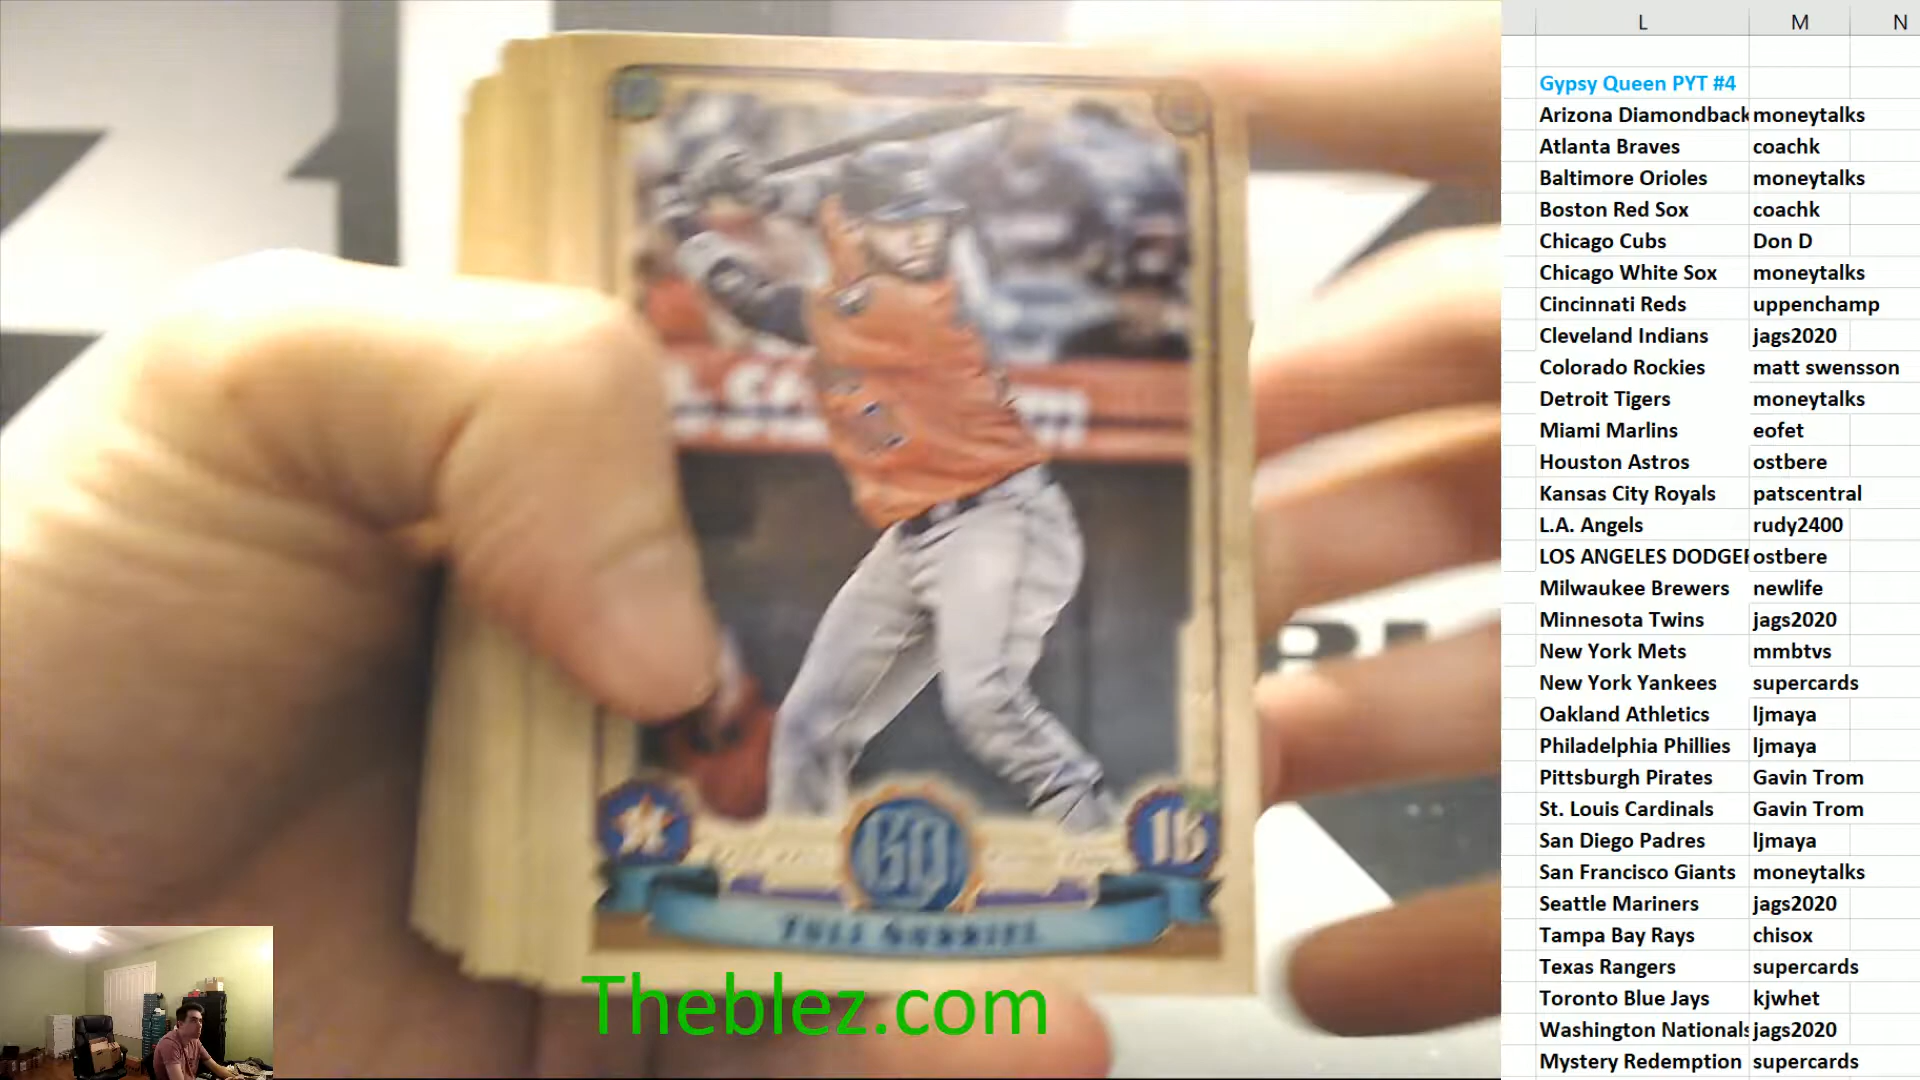 GQ
16
YULI GURRIEL
Theblez.com
L M N
Gypsy Queen PYT #4
Arizona Diamondback moneytalks
Atlanta Braves coachk
Baltimore Orioles moneytalks
Boston Red Sox coachk
Chicago Cubs Don D
Chicago White Sox moneytalks
Cincinnati Reds uppenchamp
Cleveland Indians jags2020
Colorado Rockies matt swensson
Detroit Tigers moneytalks
Miami Marlins eofet
Houston Astros ostbere
Kansas City Royals patscentral
L.A. Angels rudy2400
LOS ANGELES DODGER ostbere
Milwaukee Brewers newlife
Minnesota Twins jags2020
New York Mets mmbtvs
New York Yankees supercards
Oakland Athletics ljmaya
Philadelphia Phillies ljmaya
Pittsburgh Pirates Gavin Trom
St. Louis Cardinals Gavin Trom
San Diego Padres ljmaya
San Francisco Giants moneytalks
Seattle Mariners jags2020
Tampa Bay Rays chisox
Texas Rangers supercards
Toronto Blue Jays kjwhet
Washington Nationals jags2020
Mystery Redemption supercards